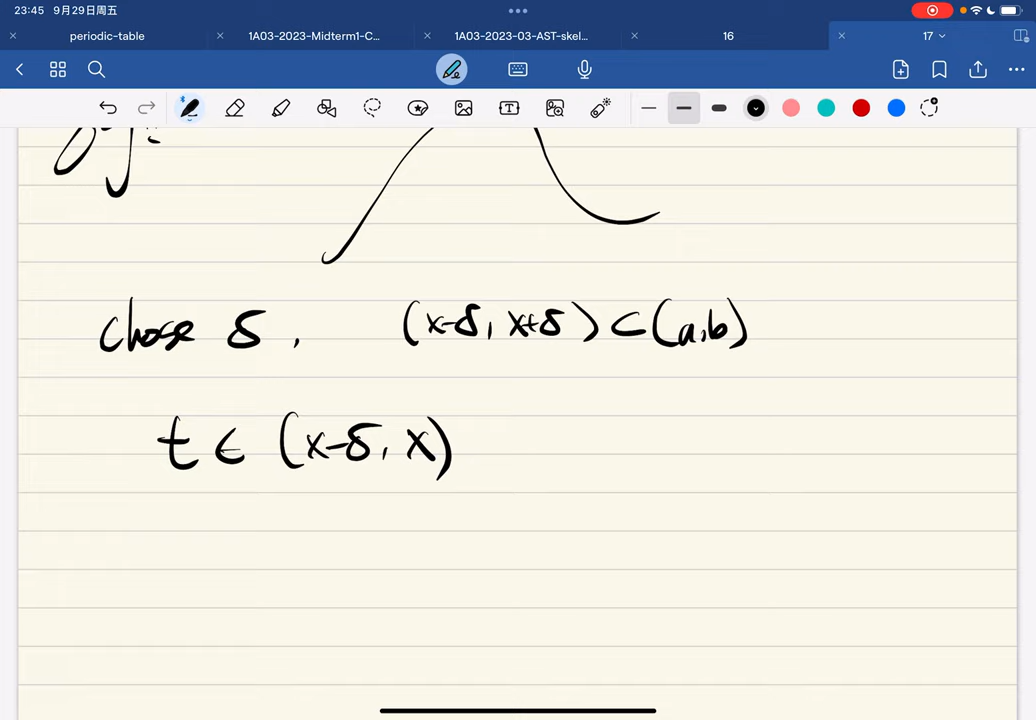 23:45 9月29日周五
periodic-table 1A03-2023-Midterm1-C... 1A03-2023-03-AST-skel... 16 17
chose δ, (x-δ, x+δ) ⊂ (a,b)
t ∈ (x-δ, x)